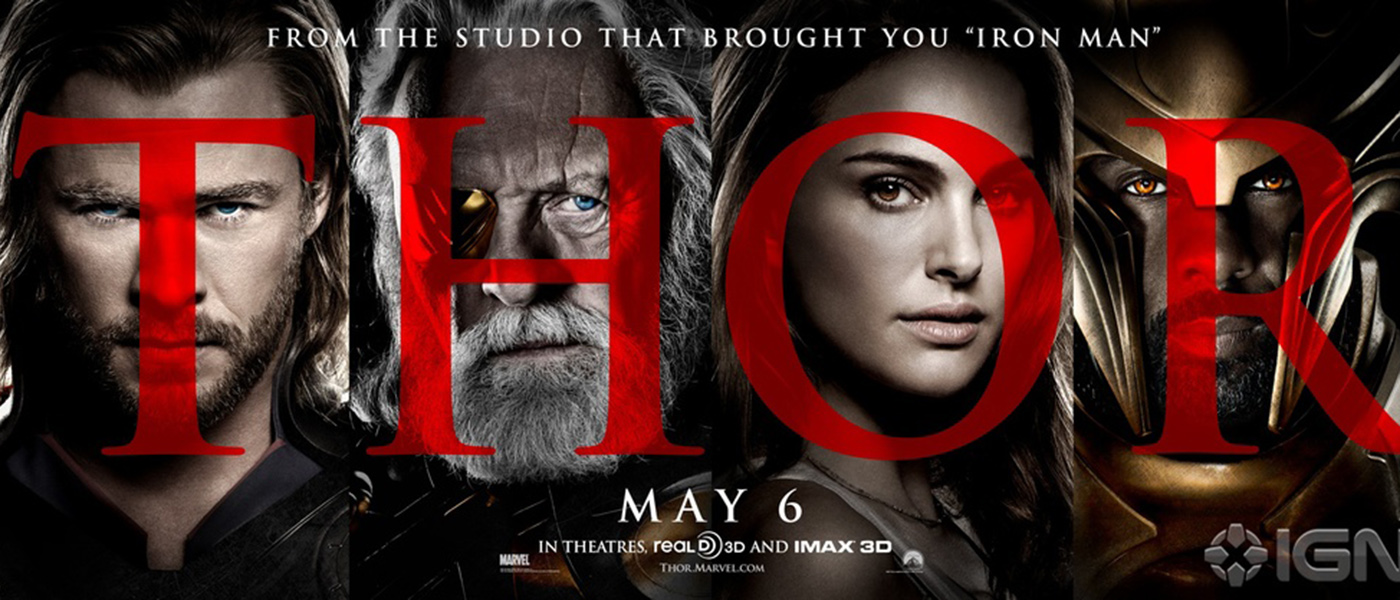 FROM THE STUDIO THAT BROUGHT YOU “IRON MAN”
THOR
MAY 6
IN THEATRES, REAL D 3D AND IMAX 3D
MARVEL
THOR.MARVEL.COM
IGN